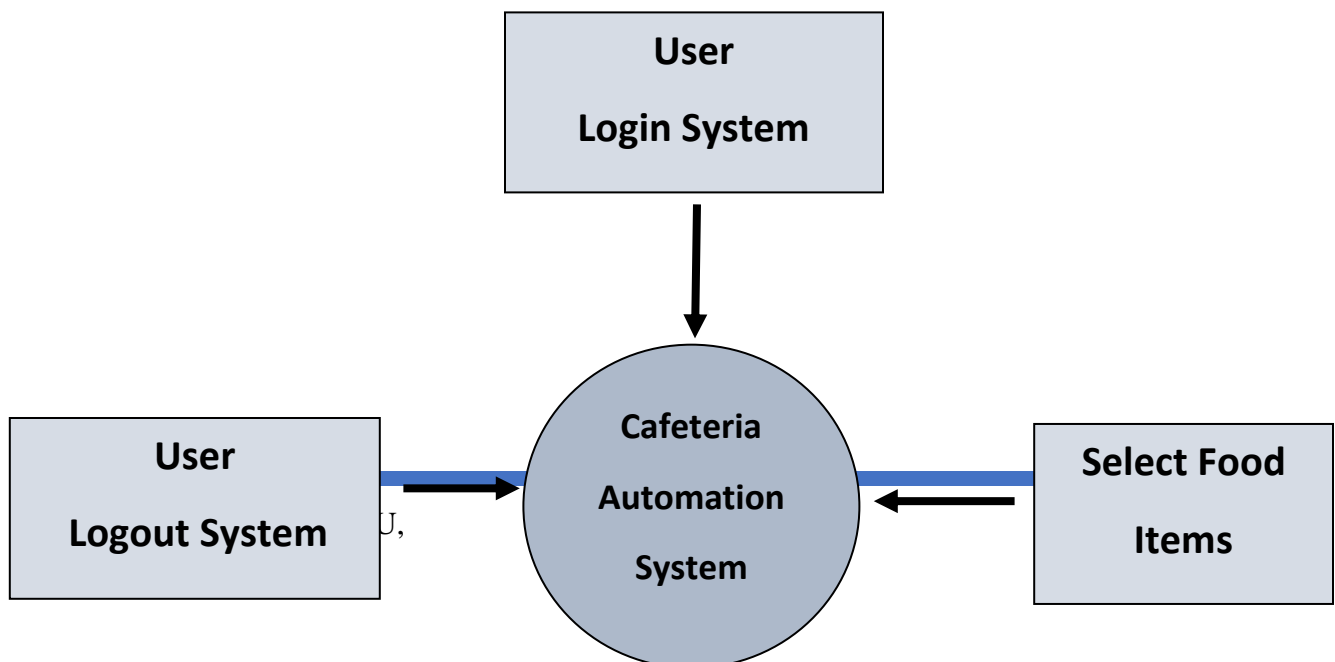 User
Login System
User
Logout System
U,
Cafeteria
Automation
System
Select Food
Items